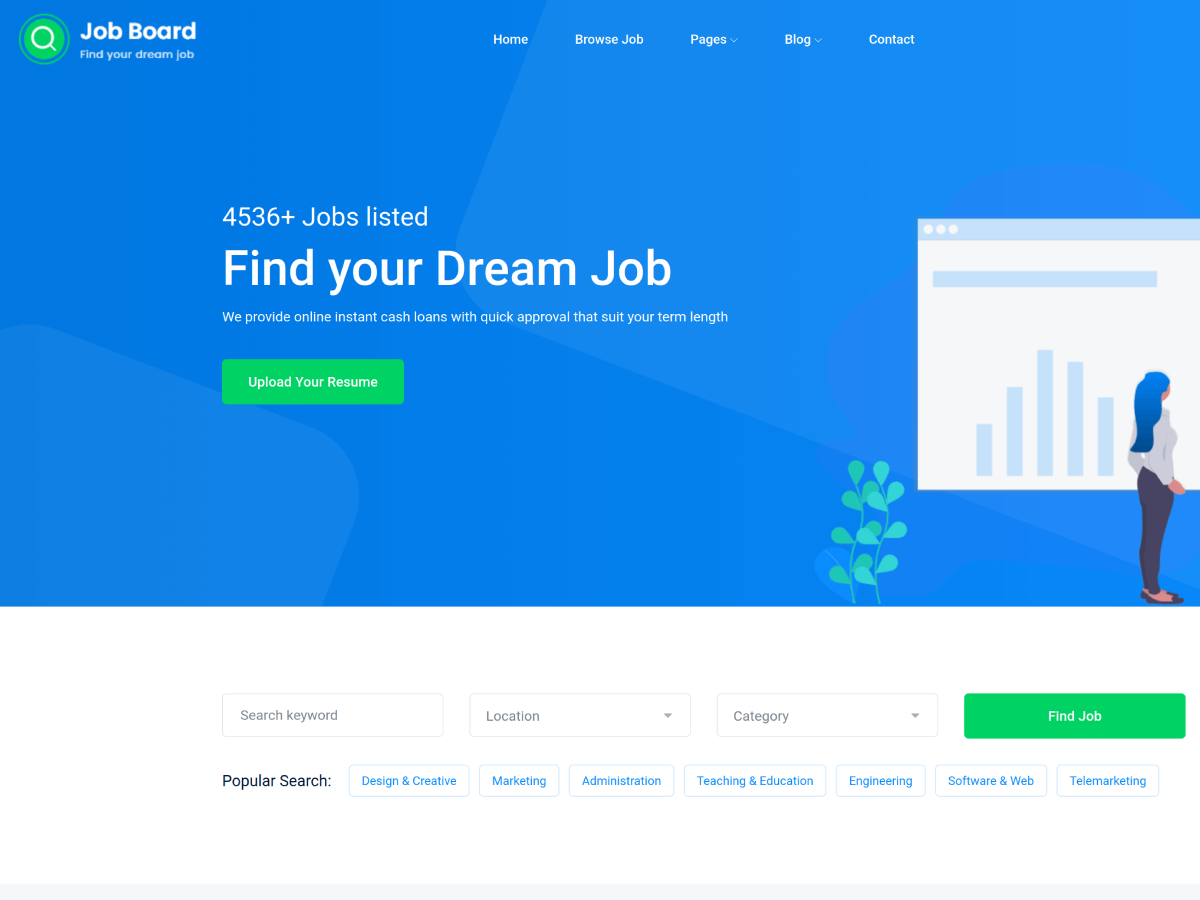 Job Board
Find your dream job
Home Browse Job Pages Blog Contact
4536+ Jobs listed
Find your Dream Job
We provide online instant cash loans with quick approval that suit your term length
Upload Your Resume
Search keyword Location Category Find Job
Popular Search: Design & Creative Marketing Administration Teaching & Education Engineering Software & Web Telemarketing